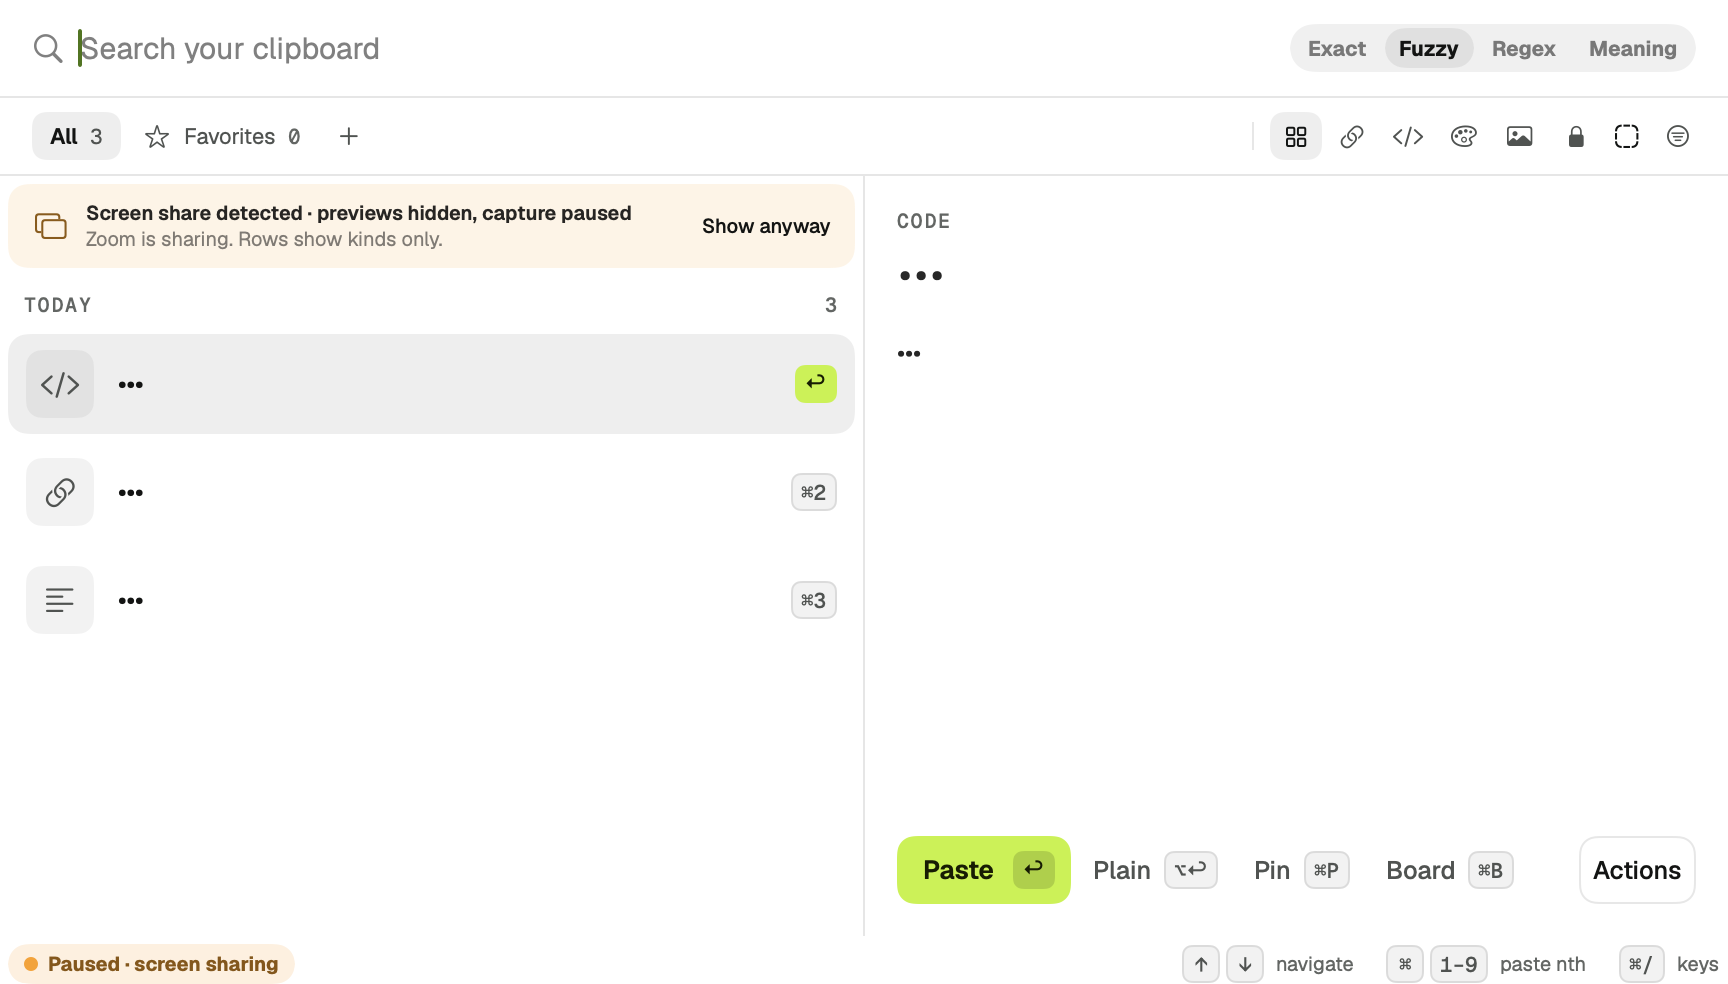 Search your clipboard
Exact Fuzzy Regex Meaning
All 3 Favorites 0 +
Screen share detected · previews hidden, capture paused
Zoom is sharing. Rows show kinds only.
Show anyway
TODAY 3
•••
••• ⌘2
••• ⌘3
CODE
•••
•••
Paste ↩ Plain ⌥↩ Pin ⌘P Board ⌘B Actions
Paused · screen sharing
↑ ↓ navigate ⌘ 1–9 paste nth ⌘/ keys